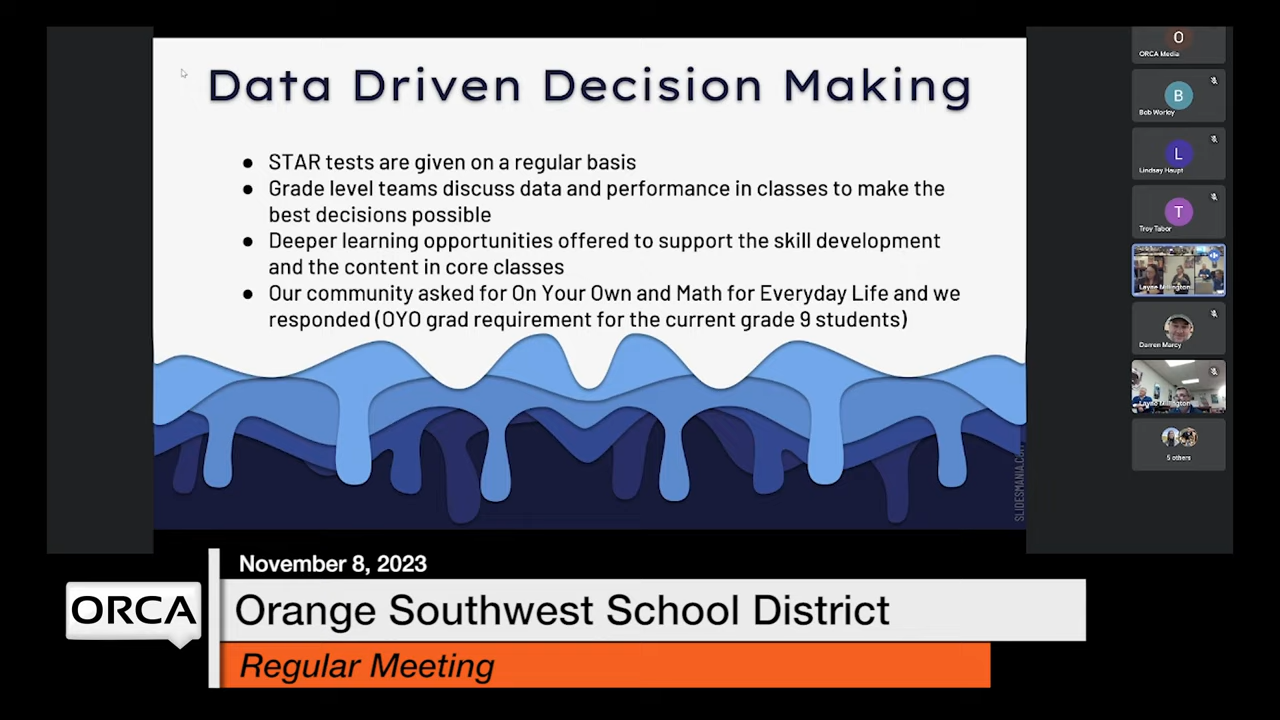 Data Driven Decision Making
● STAR tests are given on a regular basis
● Grade level teams discuss data and performance in classes to make the
best decisions possible
● Deeper learning opportunities offered to support the skill development
and the content in core classes
● Our community asked for On Your Own and Math for Everyday Life and we
responded (OYO grad requirement for the current grade 9 students)
O
ORCA Media
B
Bob Worley
L
Lindsay Haupt
T
Troy Tabor
Layne Millington
Darren Marcy
Layne Millington
5 others
November 8, 2023
ORCA
Orange Southwest School District
Regular Meeting